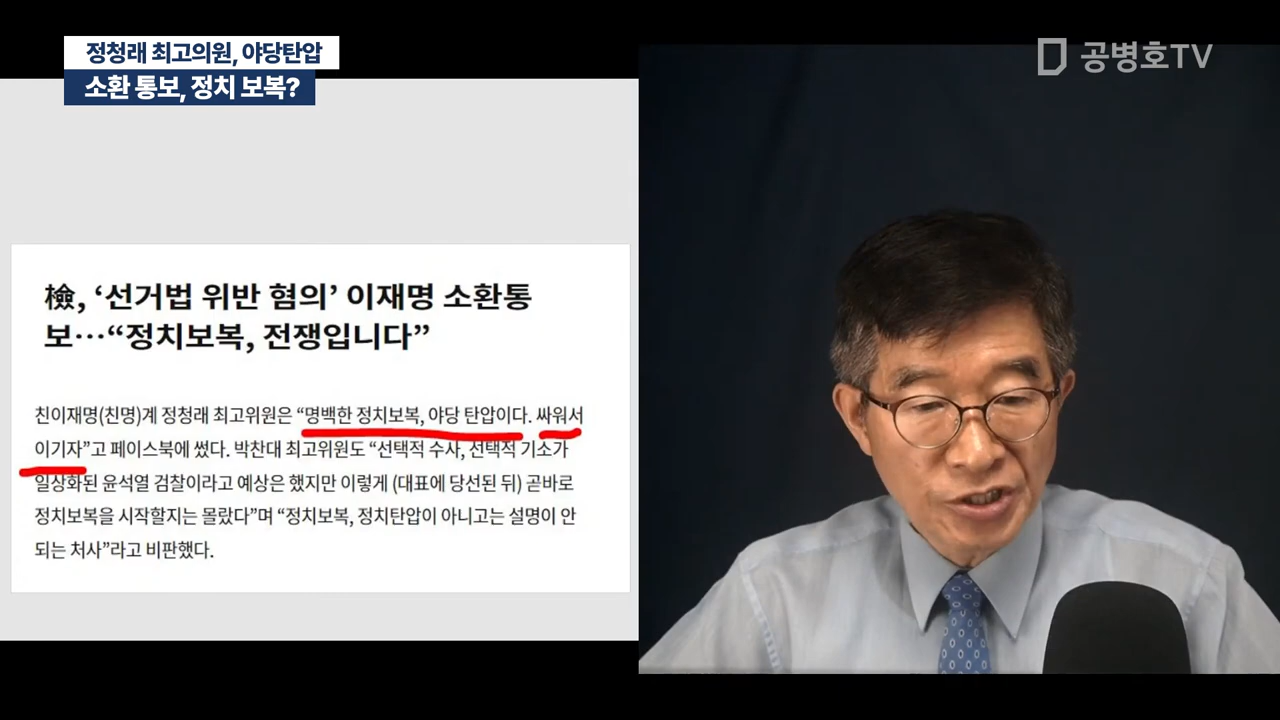 정청래 최고의원, 야당탄압
소환 통보, 정치 보복?
공병호TV
檢, ‘선거법 위반 혐의’ 이재명 소환통
보…“정치보복, 전쟁입니다”
친이재명(친명)계 정청래 최고위원은 “명백한 정치보복, 야당 탄압이다. 싸워서
이기자”고 페이스북에 썼다. 박찬대 최고위원도 “선택적 수사, 선택적 기소가
일상화된 윤석열 검찰이라고 예상은 했지만 이렇게 (대표에 당선된 뒤) 곧바로
정치보복을 시작할지는 몰랐다”며 “정치보복, 정치탄압이 아니고는 설명이 안
되는 처사”라고 비판했다.